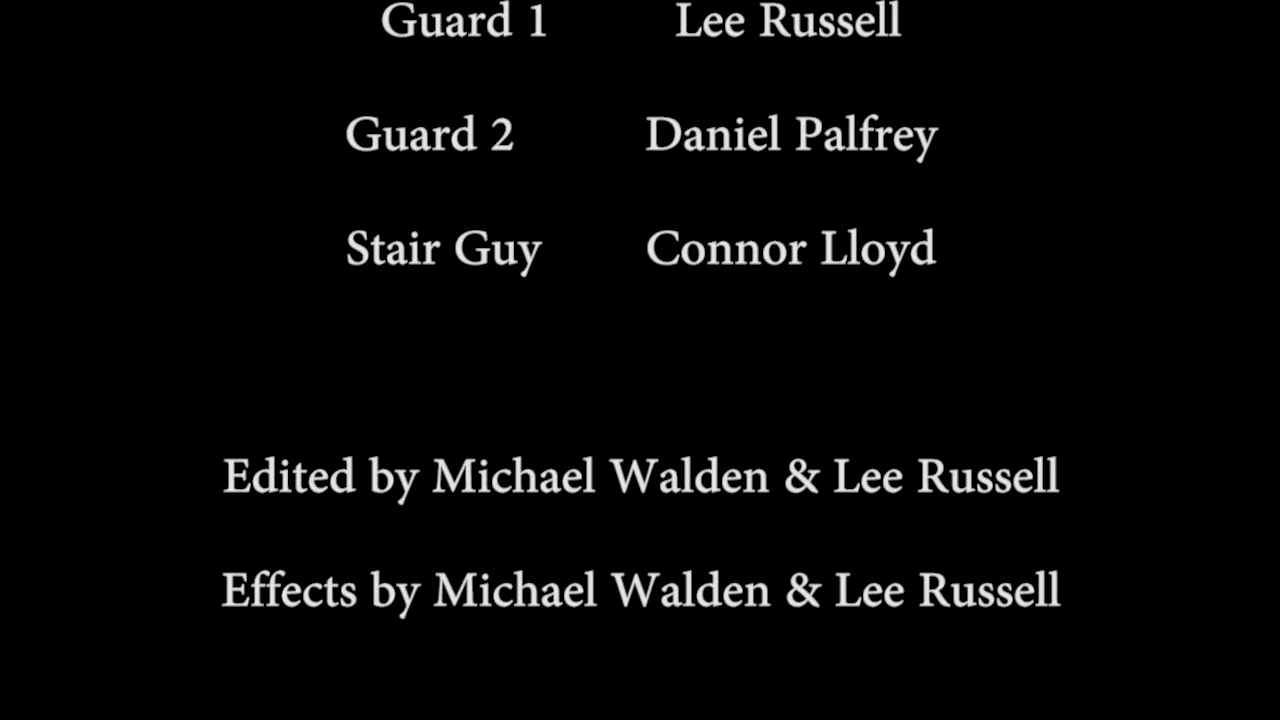 Guard 1 Lee Russell
Guard 2 Daniel Palfrey
Stair Guy Connor Lloyd
Edited by Michael Walden & Lee Russell
Effects by Michael Walden & Lee Russell